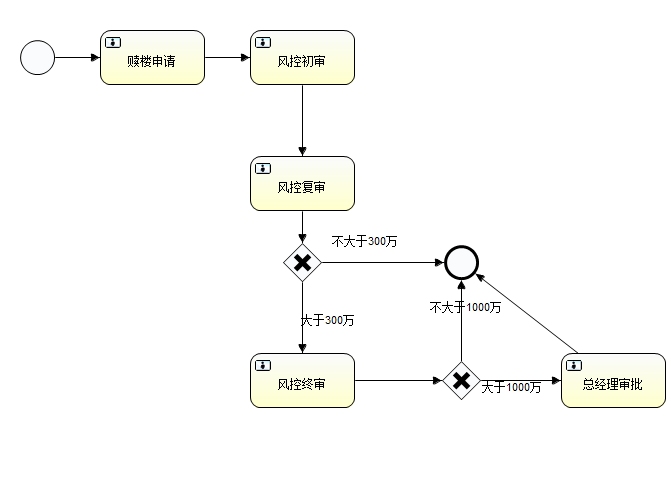 赎楼申请
风控初审
风控复审
不大于300万
不大于1000万
大于300万
风控终审
大于1000万
总经理审批